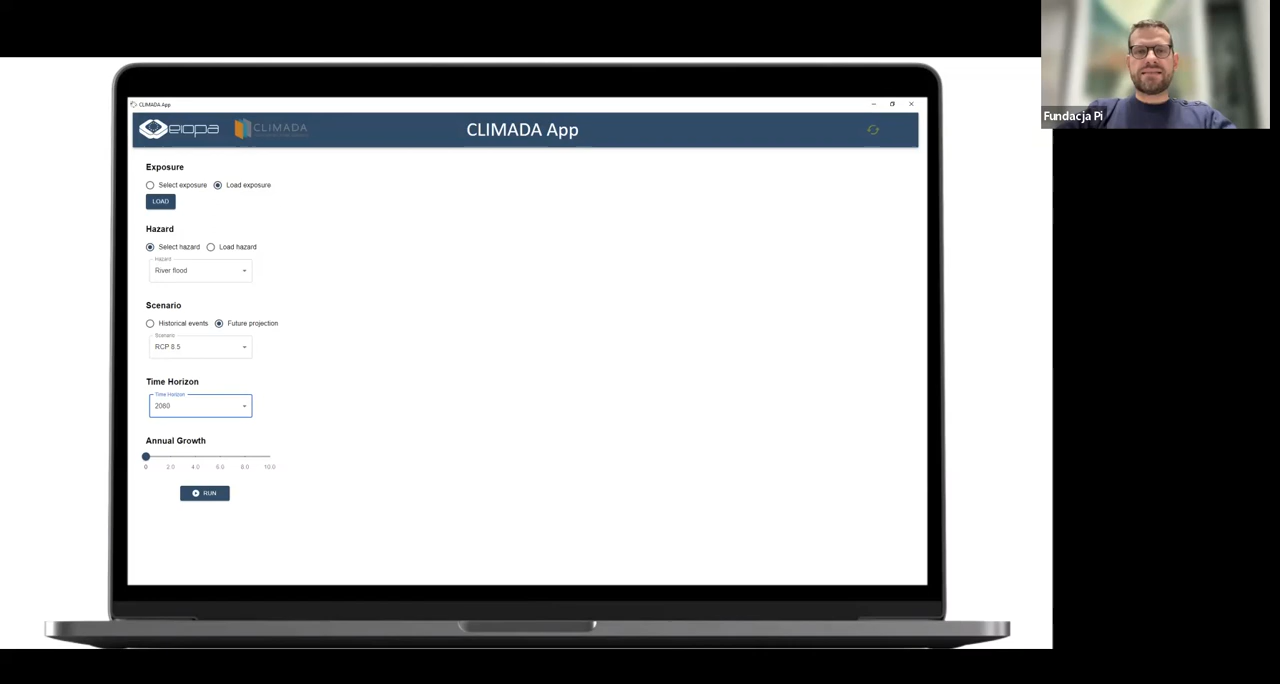 CLIMADA App
eiopa
CLIMADA
CLIMADA App
Fundacja Pi
Exposure
Select exposure
Load exposure
LOAD
Hazard
Select hazard
Load hazard
Hazard
River flood
Scenario
Historical events
Future projection
Scenario
RCP 8.5
Time Horizon
Time Horizon
2080
Annual Growth
0 2.0 4.0 6.0 8.0 10.0
RUN